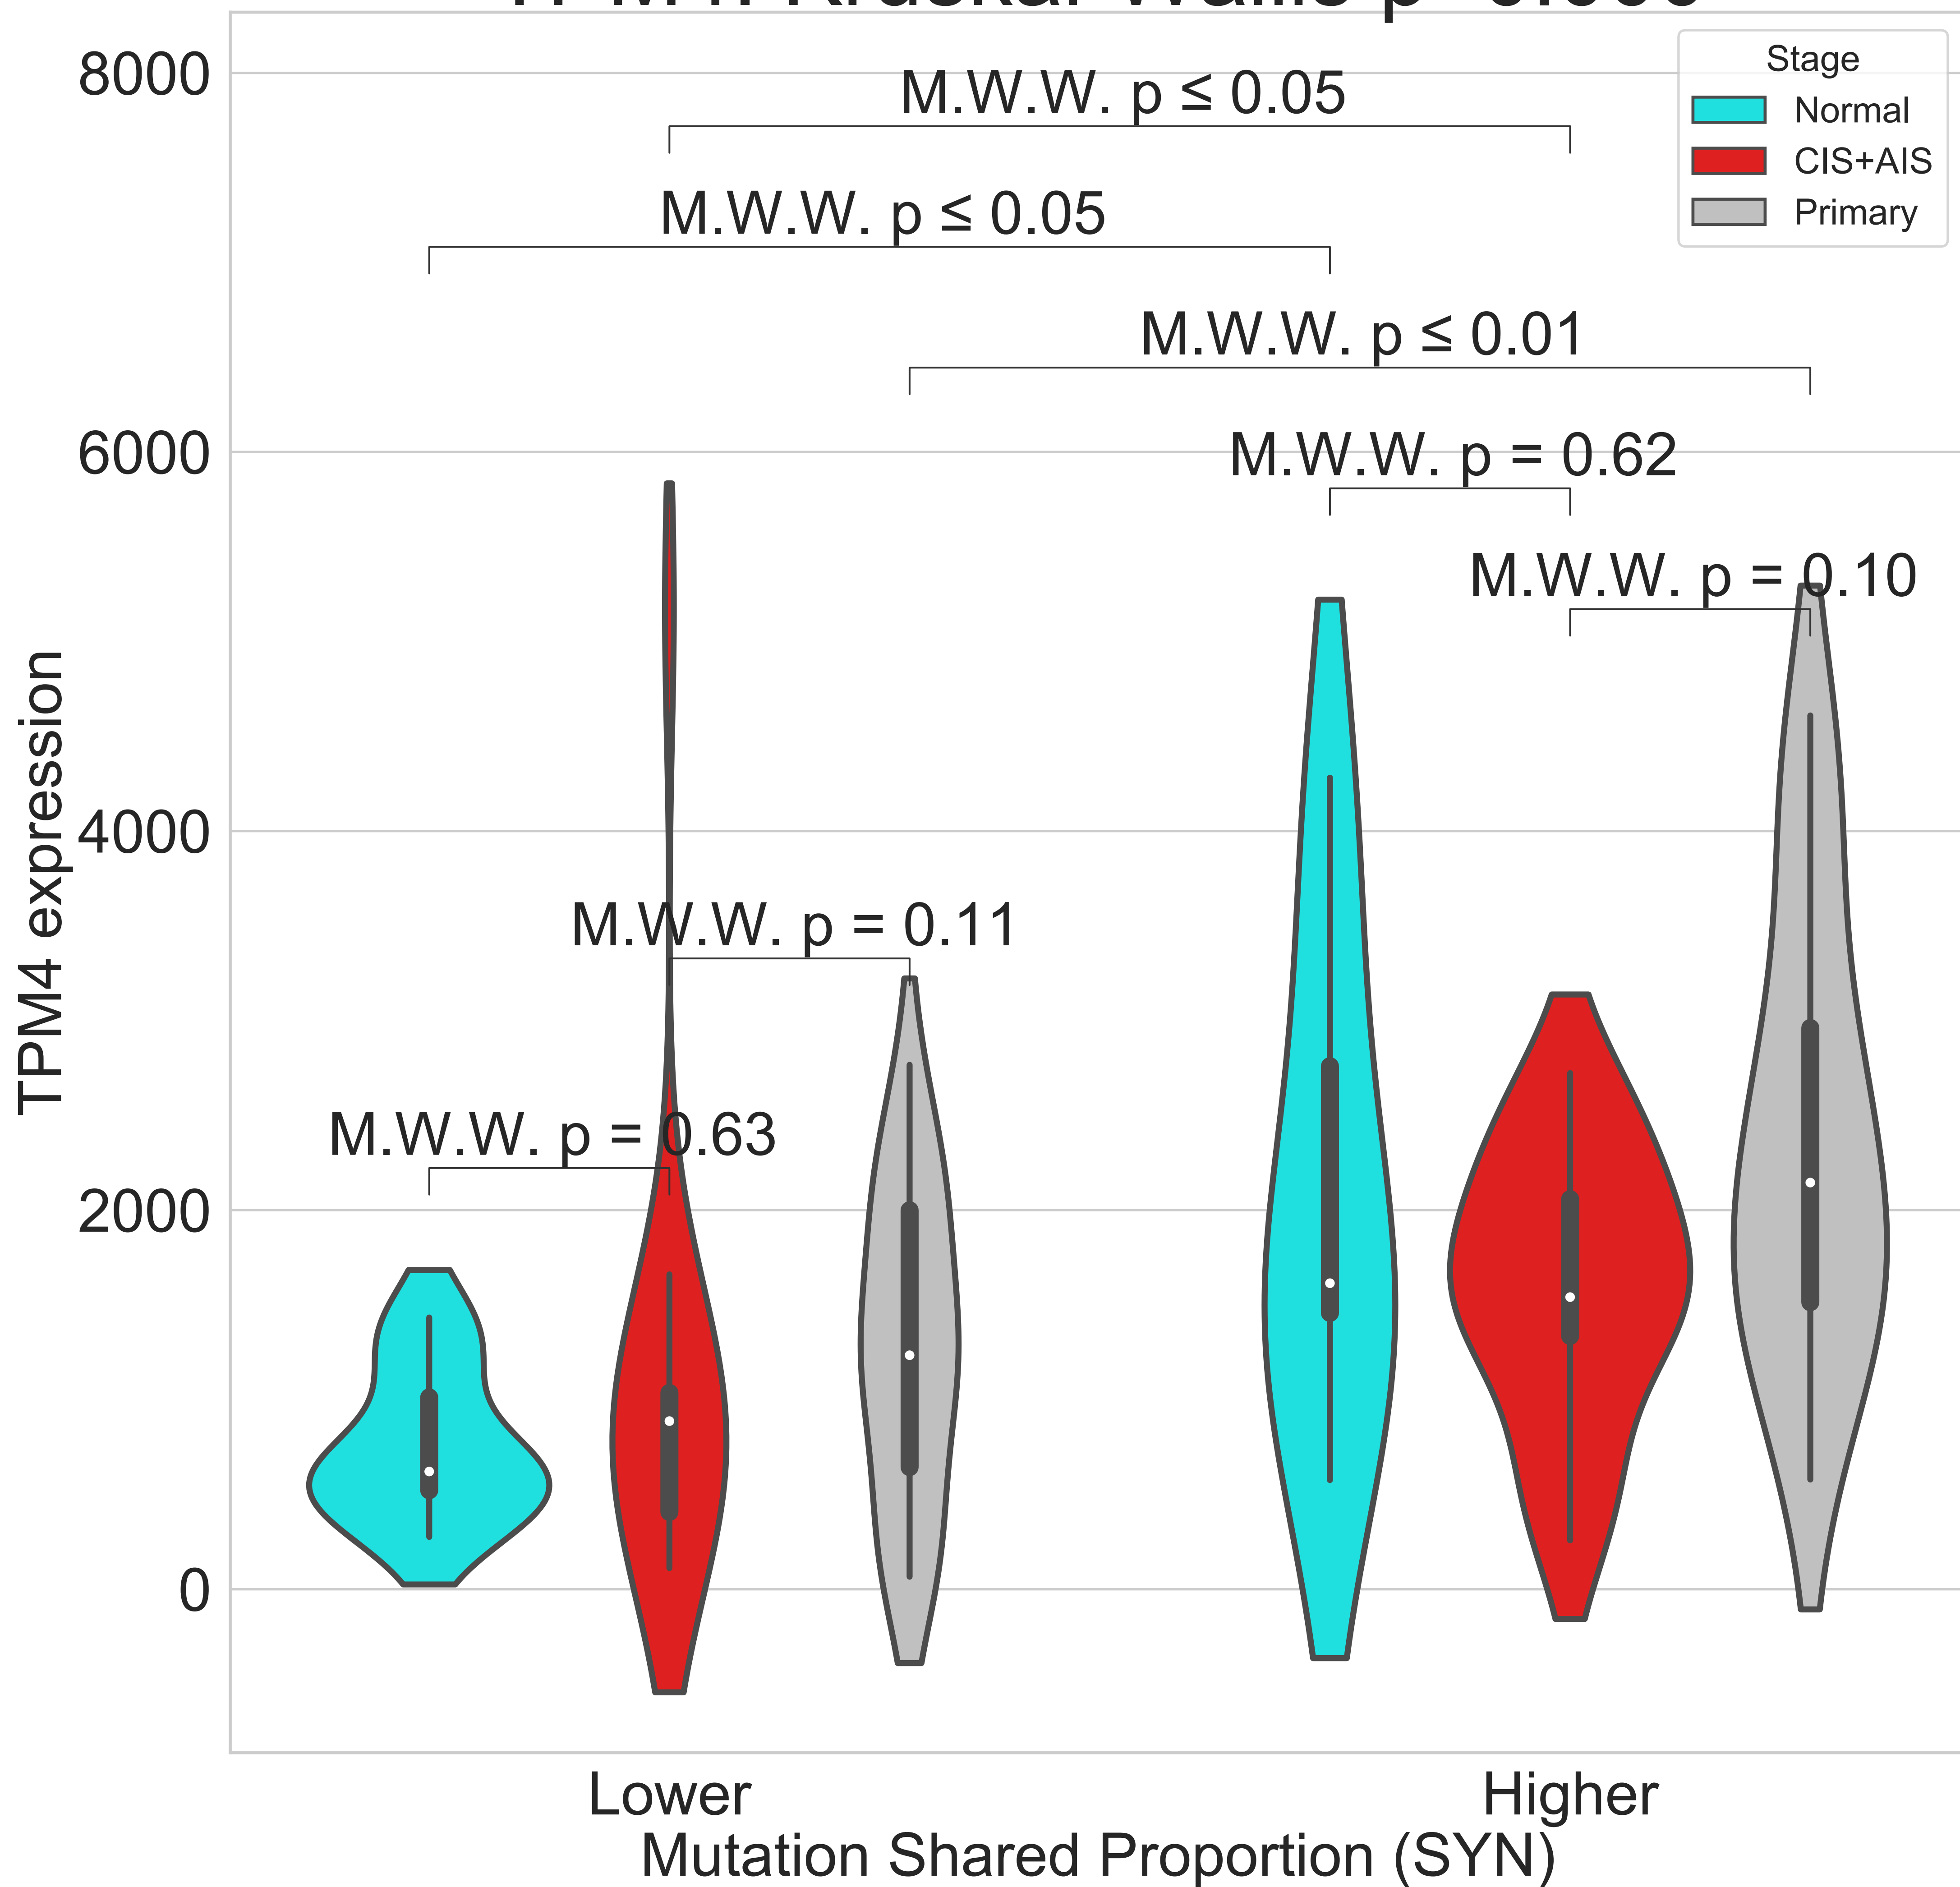 8000
6000
4000
2000
0
TPM4 expression
M.W.W. p ≤ 0.05
M.W.W. p ≤ 0.05
M.W.W. p ≤ 0.01
M.W.W. p = 0.62
M.W.W. p = 0.10
M.W.W. p = 0.11
M.W.W. p = 0.63
Stage
Normal
CIS+AIS
Primary
Lower
Higher
Mutation Shared Proportion (SYN)